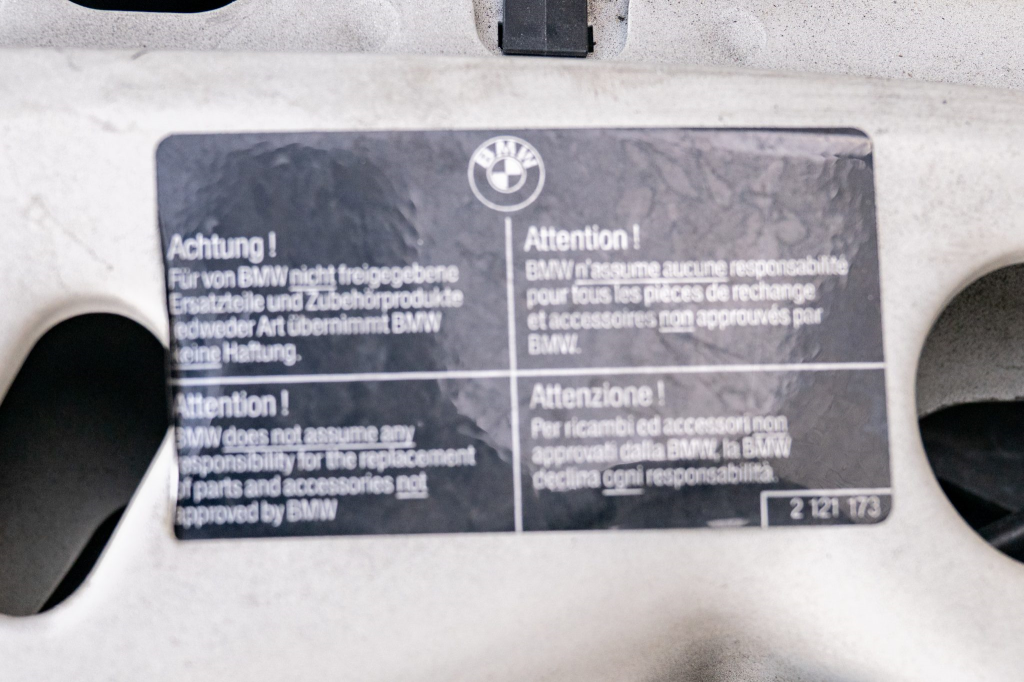 BMW
Achtung !
Für von BMW nicht freigegebene
Ersatzteile und Zubehörprodukte
jedweder Art übernimmt BMW
keine Haftung.
Attention !
BMW n'assume aucune responsabilité
pour tous les pièces de rechange
et accessoires non approuvés par
BMW.
Attention !
BMW does not assume any
responsibility for the replacement
of parts and accessories not
approved by BMW
Attenzione !
Per ricambi ed accessori non
approvati dalla BMW, la BMW
declina ogni responsabilità.
2 121 173